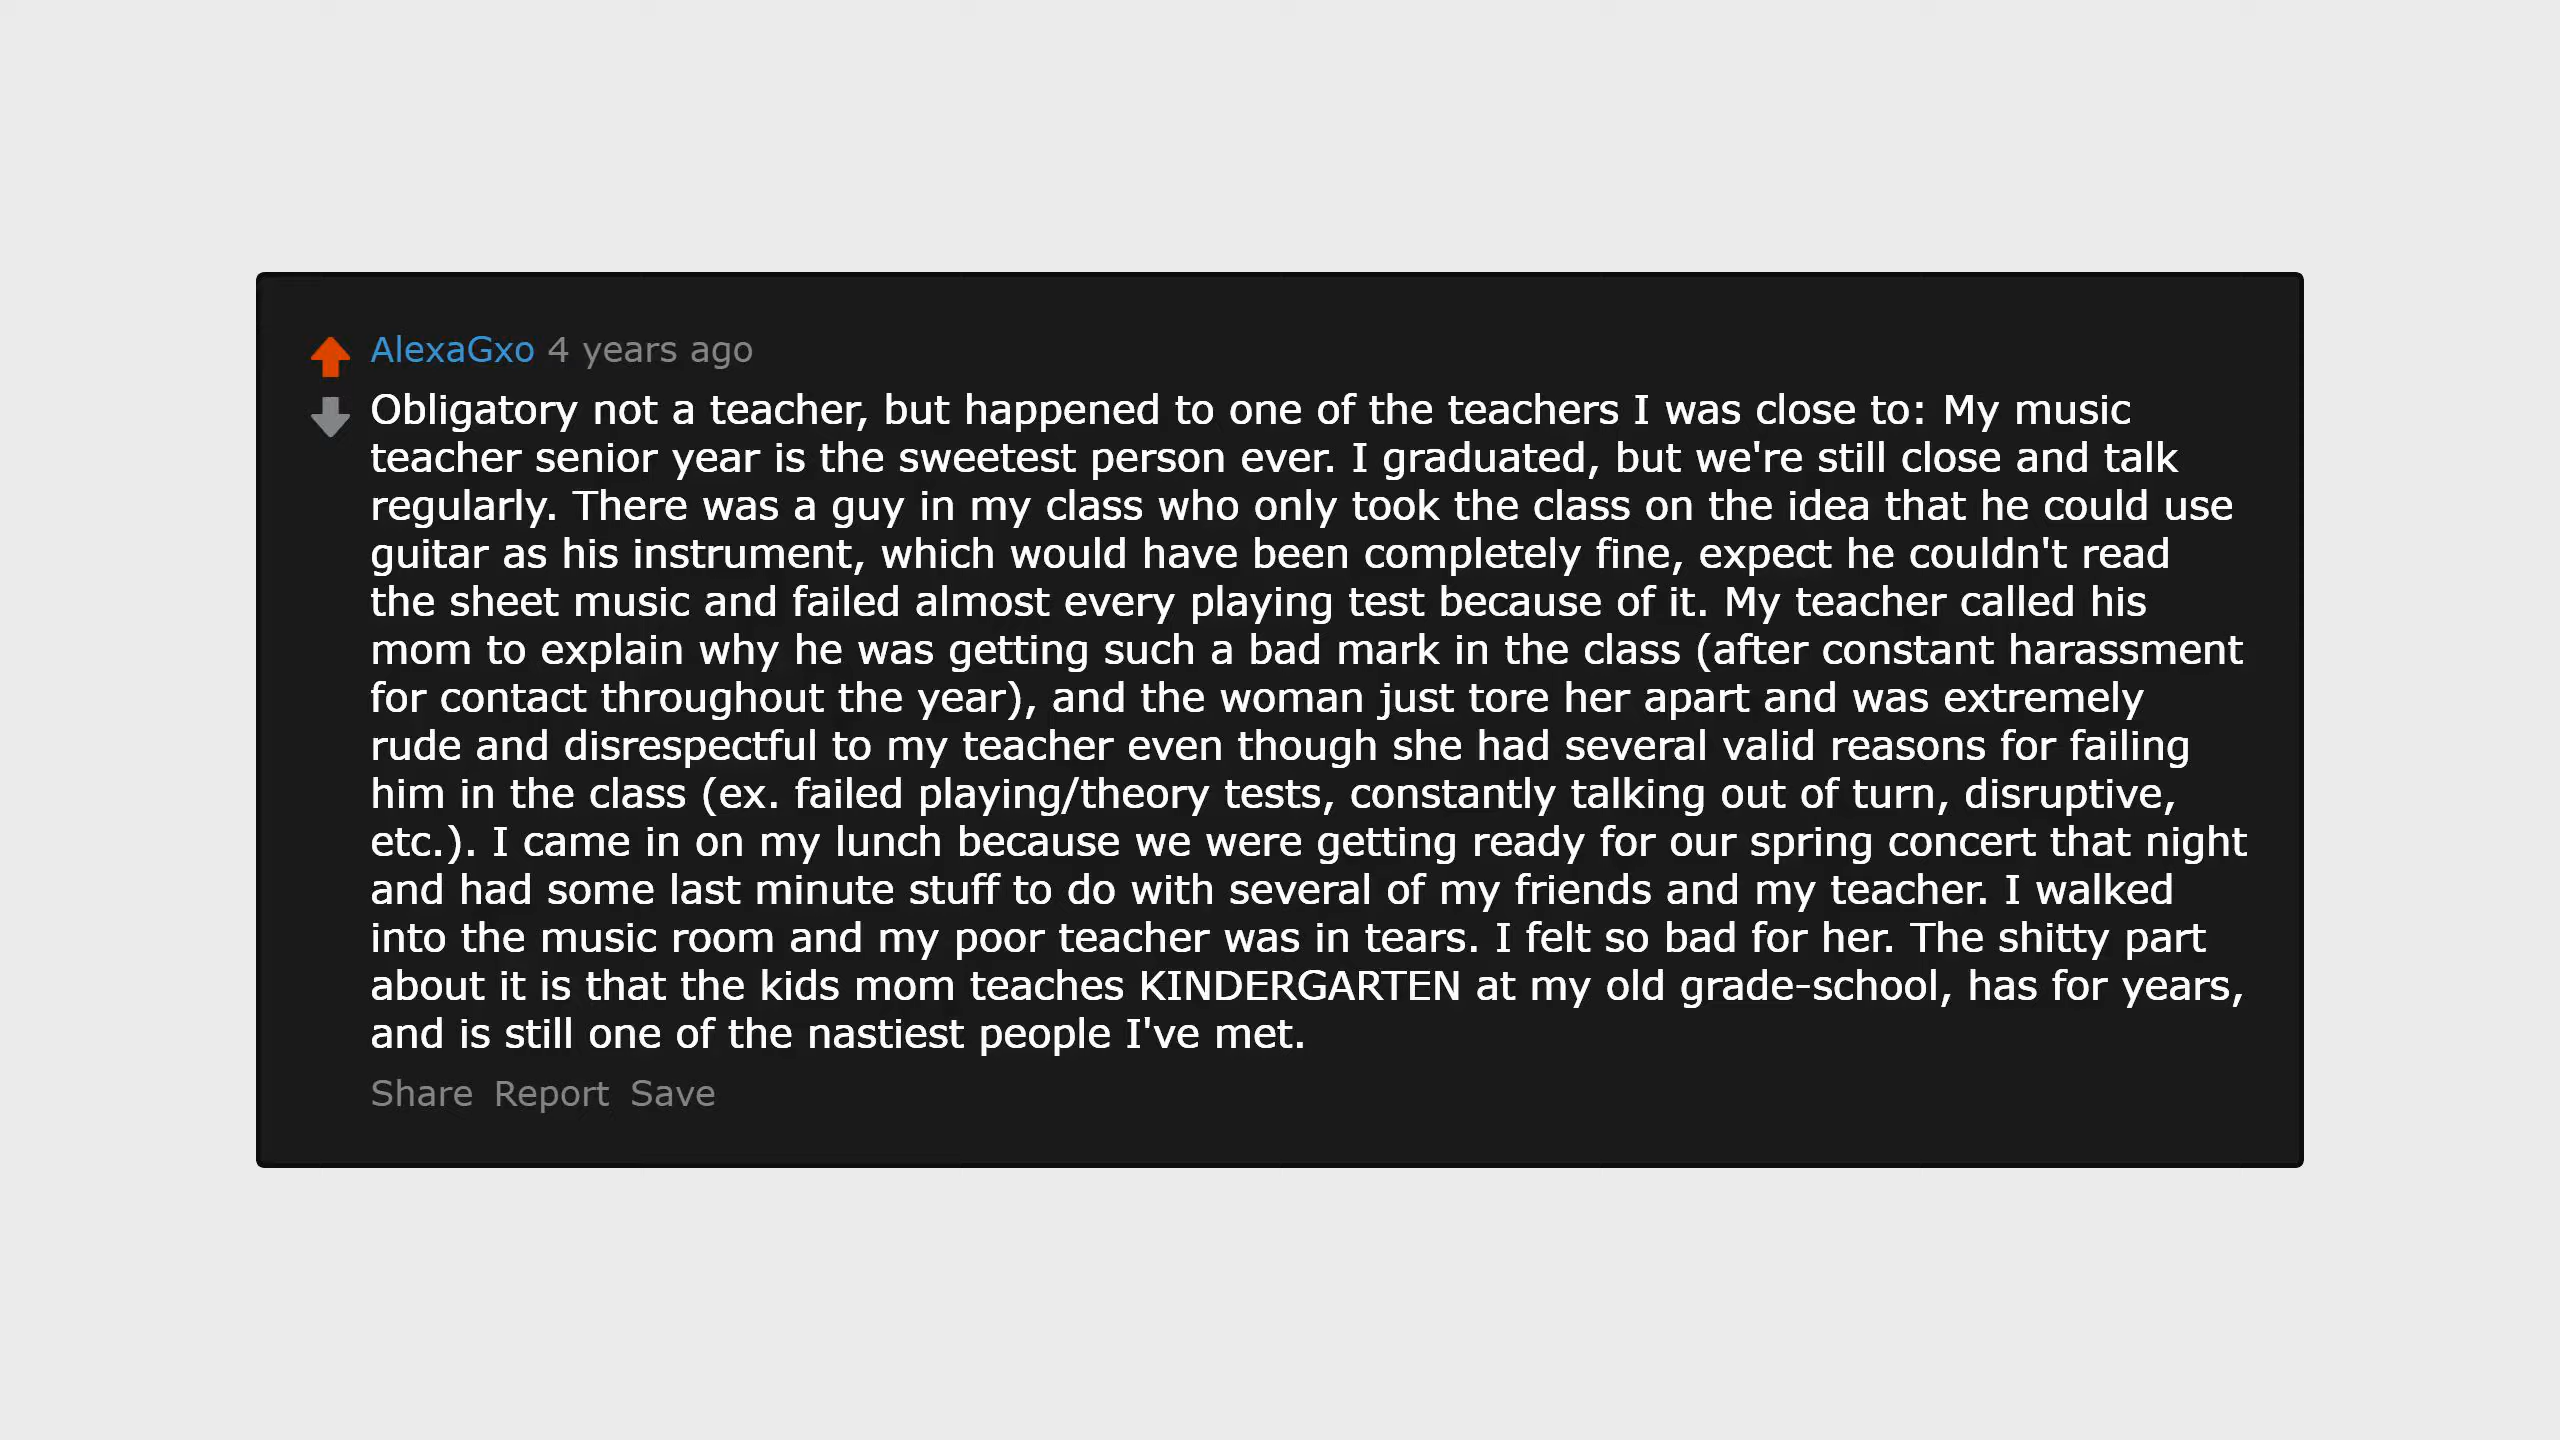 AlexaGxo 4 years ago
Obligatory not a teacher, but happened to one of the teachers I was close to: My music
teacher senior year is the sweetest person ever. I graduated, but we're still close and talk
regularly. There was a guy in my class who only took the class on the idea that he could use
guitar as his instrument, which would have been completely fine, expect he couldn't read
the sheet music and failed almost every playing test because of it. My teacher called his
mom to explain why he was getting such a bad mark in the class (after constant harassment
for contact throughout the year), and the woman just tore her apart and was extremely
rude and disrespectful to my teacher even though she had several valid reasons for failing
him in the class (ex. failed playing/theory tests, constantly talking out of turn, disruptive,
etc.). I came in on my lunch because we were getting ready for our spring concert that night
and had some last minute stuff to do with several of my friends and my teacher. I walked
into the music room and my poor teacher was in tears. I felt so bad for her. The shitty part
about it is that the kids mom teaches KINDERGARTEN at my old grade-school, has for years,
and is still one of the nastiest people I've met.
Share Report Save